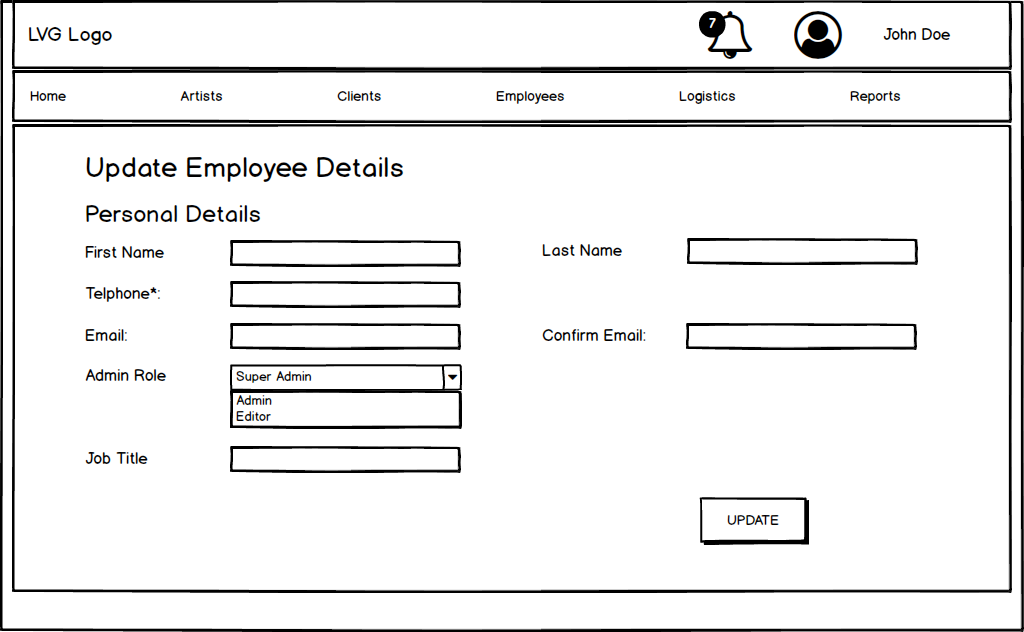 LVG Logo
7
John Doe
Home Artists Clients Employees Logistics Reports
Update Employee Details
Personal Details
First Name
Last Name
Telphone*:
Email:
Confirm Email:
Admin Role
Super Admin
Admin
Editor
Job Title
UPDATE